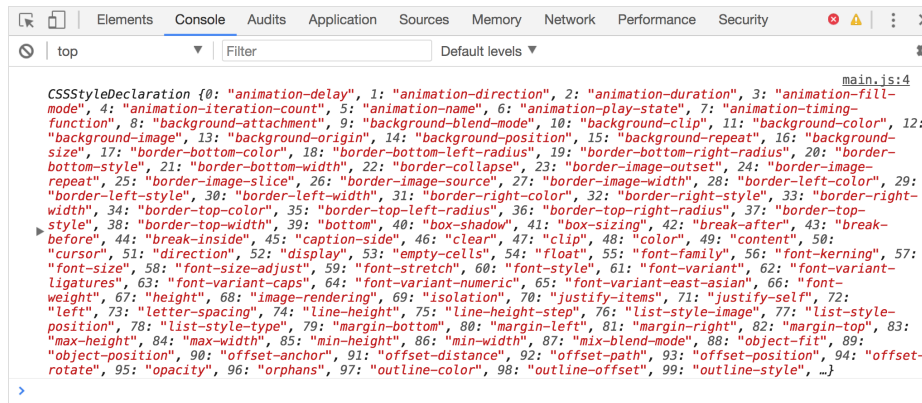 Elements Console Audits Application Sources Memory Network Performance Security
top Filter Default levels
main.js:4
CSSStyleDeclaration {0: "animation-delay", 1: "animation-direction", 2: "animation-duration", 3: "animation-fill-
mode", 4: "animation-iteration-count", 5: "animation-name", 6: "animation-play-state", 7: "animation-timing-
function", 8: "background-attachment", 9: "background-blend-mode", 10: "background-clip", 11: "background-color", 12:
"background-image", 13: "background-origin", 14: "background-position", 15: "background-repeat", 16: "background-
size", 17: "border-bottom-color", 18: "border-bottom-left-radius", 19: "border-bottom-right-radius", 20: "border-
bottom-style", 21: "border-bottom-width", 22: "border-collapse", 23: "border-image-outset", 24: "border-image-
repeat", 25: "border-image-slice", 26: "border-image-source", 27: "border-image-width", 28: "border-left-color", 29:
"border-left-style", 30: "border-left-width", 31: "border-right-color", 32: "border-right-style", 33: "border-right-
width", 34: "border-top-color", 35: "border-top-left-radius", 36: "border-top-right-radius", 37: "border-top-
style", 38: "border-top-width", 39: "bottom", 40: "box-shadow", 41: "box-sizing", 42: "break-after", 43: "break-
before", 44: "break-inside", 45: "caption-side", 46: "clear", 47: "clip", 48: "color", 49: "content", 50:
"cursor", 51: "direction", 52: "display", 53: "empty-cells", 54: "float", 55: "font-family", 56: "font-kerning", 57:
"font-size", 58: "font-size-adjust", 59: "font-stretch", 60: "font-style", 61: "font-variant", 62: "font-variant-
ligatures", 63: "font-variant-caps", 64: "font-variant-numeric", 65: "font-variant-east-asian", 66: "font-
weight", 67: "height", 68: "image-rendering", 69: "isolation", 70: "justify-items", 71: "justify-self", 72:
"left", 73: "letter-spacing", 74: "line-height", 75: "line-height-step", 76: "list-style-image", 77: "list-style-
position", 78: "list-style-type", 79: "margin-bottom", 80: "margin-left", 81: "margin-right", 82: "margin-top", 83:
"max-height", 84: "max-width", 85: "min-height", 86: "min-width", 87: "mix-blend-mode", 88: "object-fit", 89:
"object-position", 90: "offset-anchor", 91: "offset-distance", 92: "offset-path", 93: "offset-position", 94: "offset-
rotate", 95: "opacity", 96: "orphans", 97: "outline-color", 98: "outline-offset", 99: "outline-style", …}